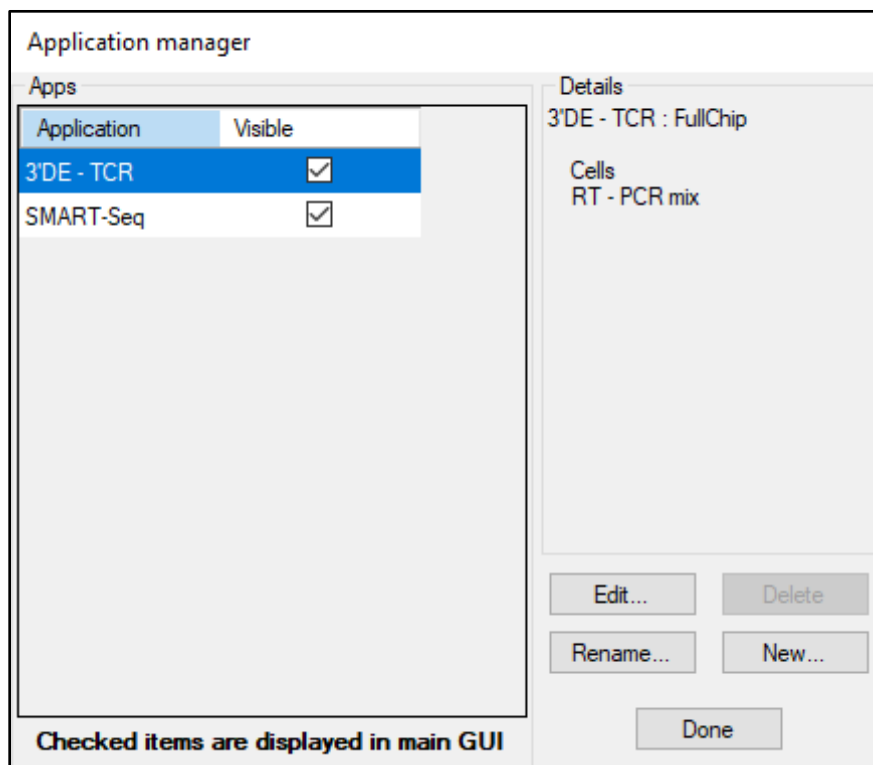 Application manager
Apps
Application Visible
3'DE - TCR
SMART-Seq
Checked items are displayed in main GUI
Details
3'DE - TCR : FullChip
Cells
RT - PCR mix
Edit... Delete
Rename... New...
Done